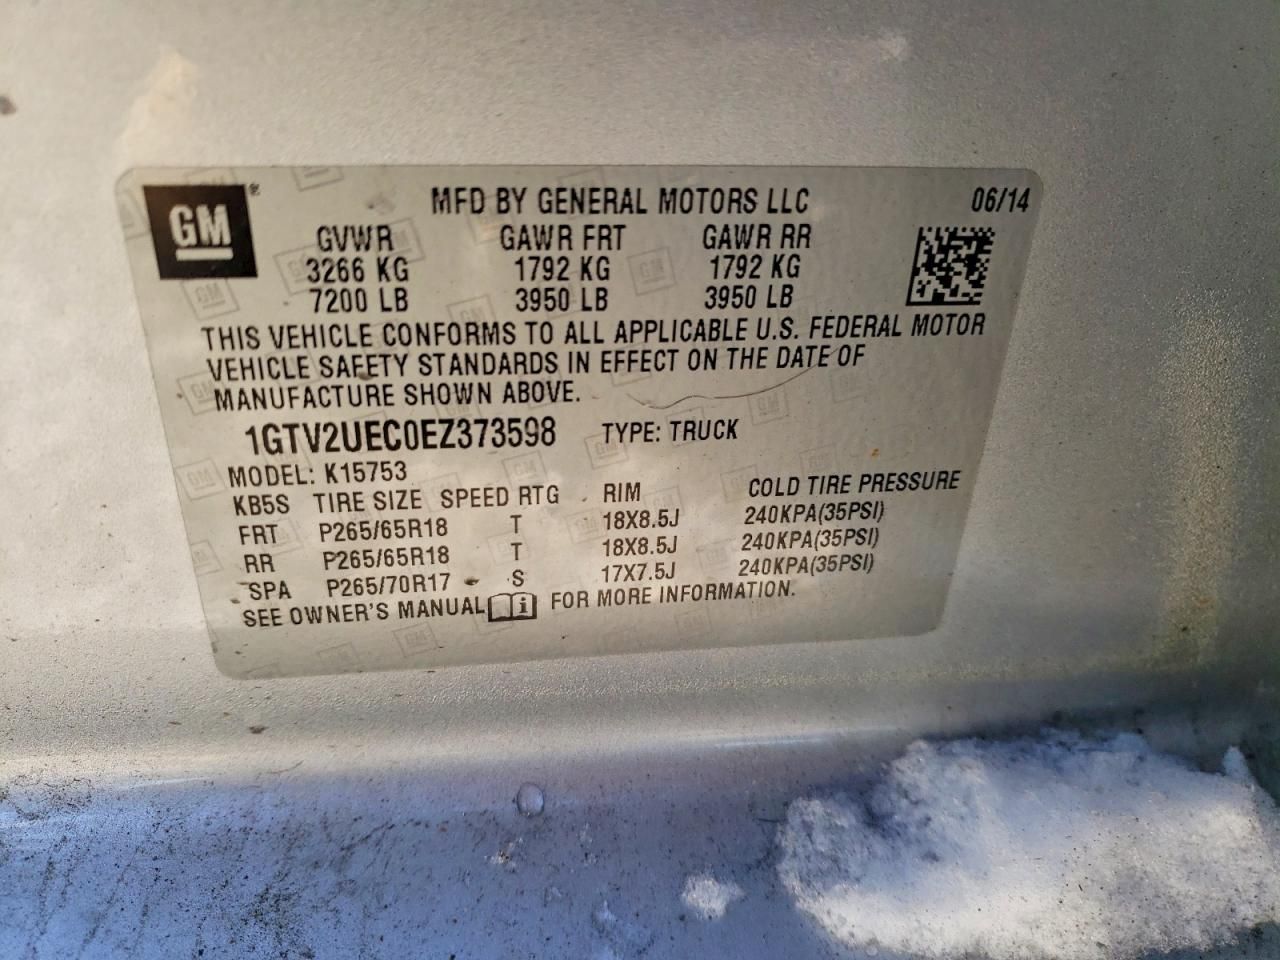 GM ®
MFD BY GENERAL MOTORS LLC 06/14
GVWR GAWR FRT GAWR RR
3266 KG 1792 KG 1792 KG
7200 LB 3950 LB 3950 LB
THIS VEHICLE CONFORMS TO ALL APPLICABLE U.S. FEDERAL MOTOR
VEHICLE SAFETY STANDARDS IN EFFECT ON THE DATE OF
MANUFACTURE SHOWN ABOVE.
1GTV2UEC0EZ373598 TYPE: TRUCK
MODEL: K15753
KB5S TIRE SIZE SPEED RTG RIM COLD TIRE PRESSURE
FRT P265/65R18 T 18X8.5J 240KPA(35PSI)
RR P265/65R18 T 18X8.5J 240KPA(35PSI)
SPA P265/70R17 S 17X7.5J 240KPA(35PSI)
SEE OWNER'S MANUAL i FOR MORE INFORMATION.